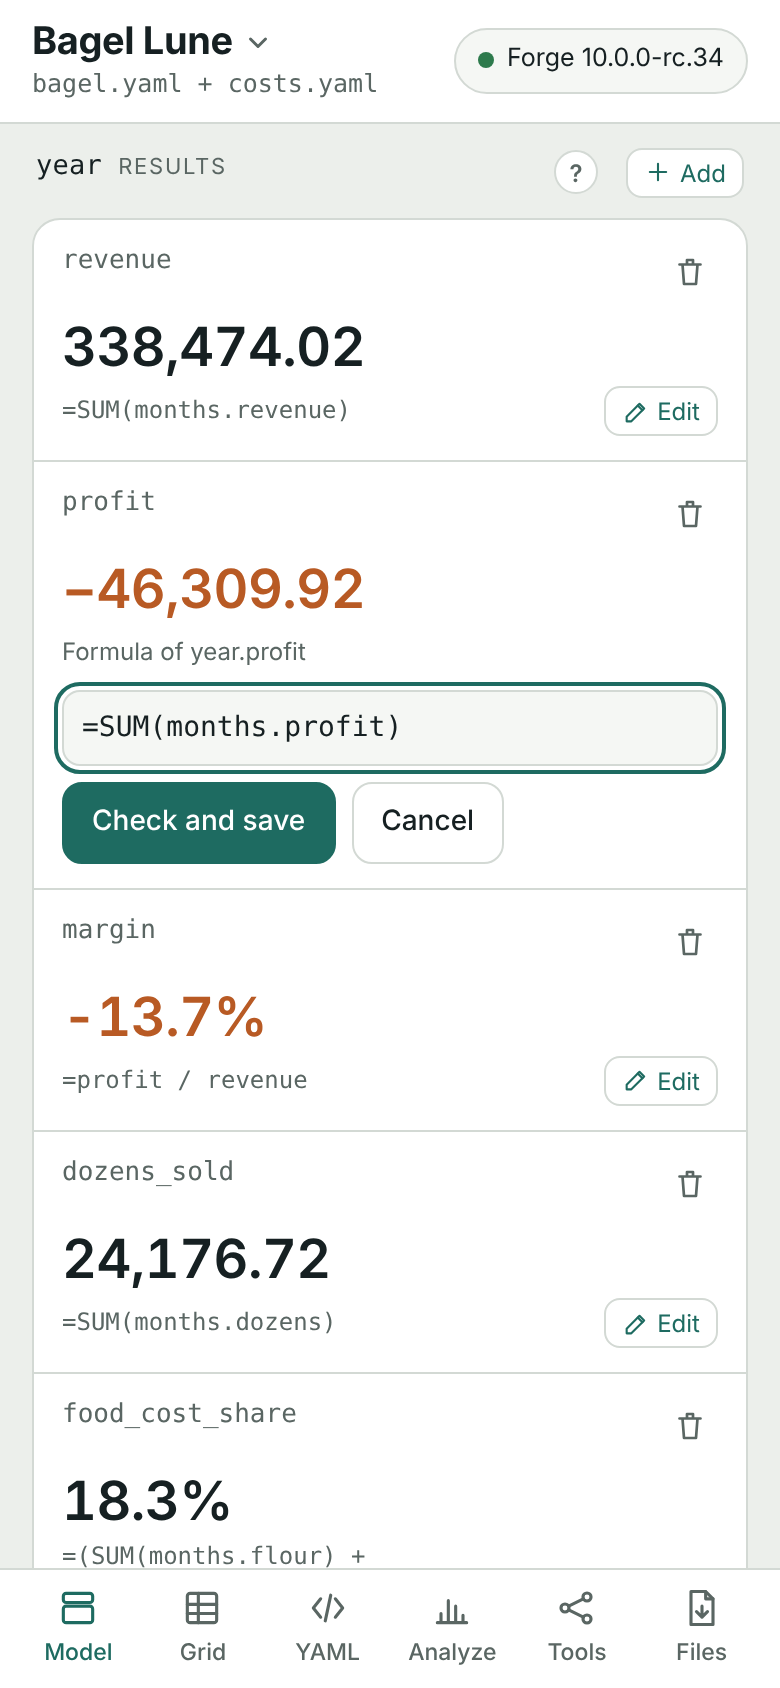 Bagel Lune
bagel.yaml + costs.yaml
Forge 10.0.0-rc.34
year RESULTS
?
+ Add
revenue
338,474.02
=SUM(months.revenue)
Edit
profit
−46,309.92
Formula of year.profit
=SUM(months.profit)
Check and save
Cancel
margin
-13.7%
=profit / revenue
Edit
dozens_sold
24,176.72
=SUM(months.dozens)
Edit
food_cost_share
18.3%
=(SUM(months.flour) +
Model
Grid
YAML
Analyze
Tools
Files